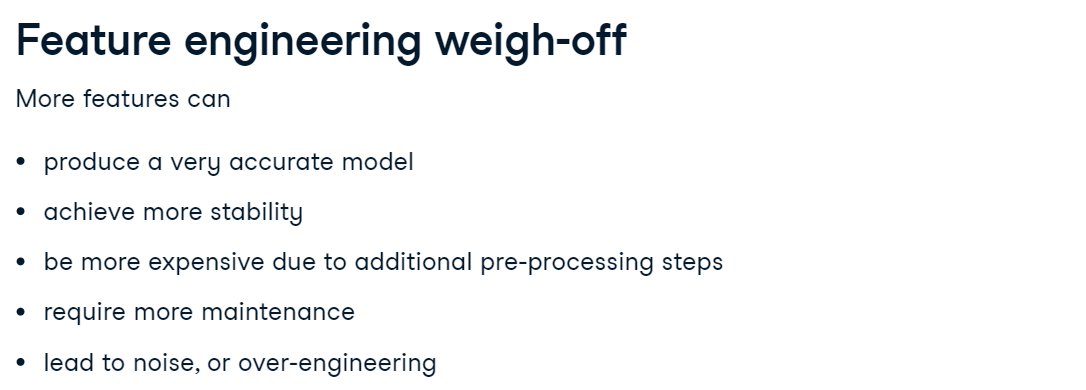 Feature engineering weigh-off
More features can
• produce a very accurate model
• achieve more stability
• be more expensive due to additional pre-processing steps
• require more maintenance
• lead to noise, or over-engineering